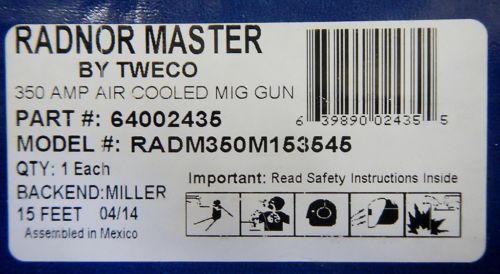 RADNOR MASTER
BY TWECO
350 AMP AIR COOLED MIG GUN
PART #: 64002435
MODEL #: RADM350M153545
QTY: 1 Each
BACKEND:MILLER
15 FEET 04/14
Assembled in Mexico
6 39890 02435 5
Important: Read Safety Instructions Inside